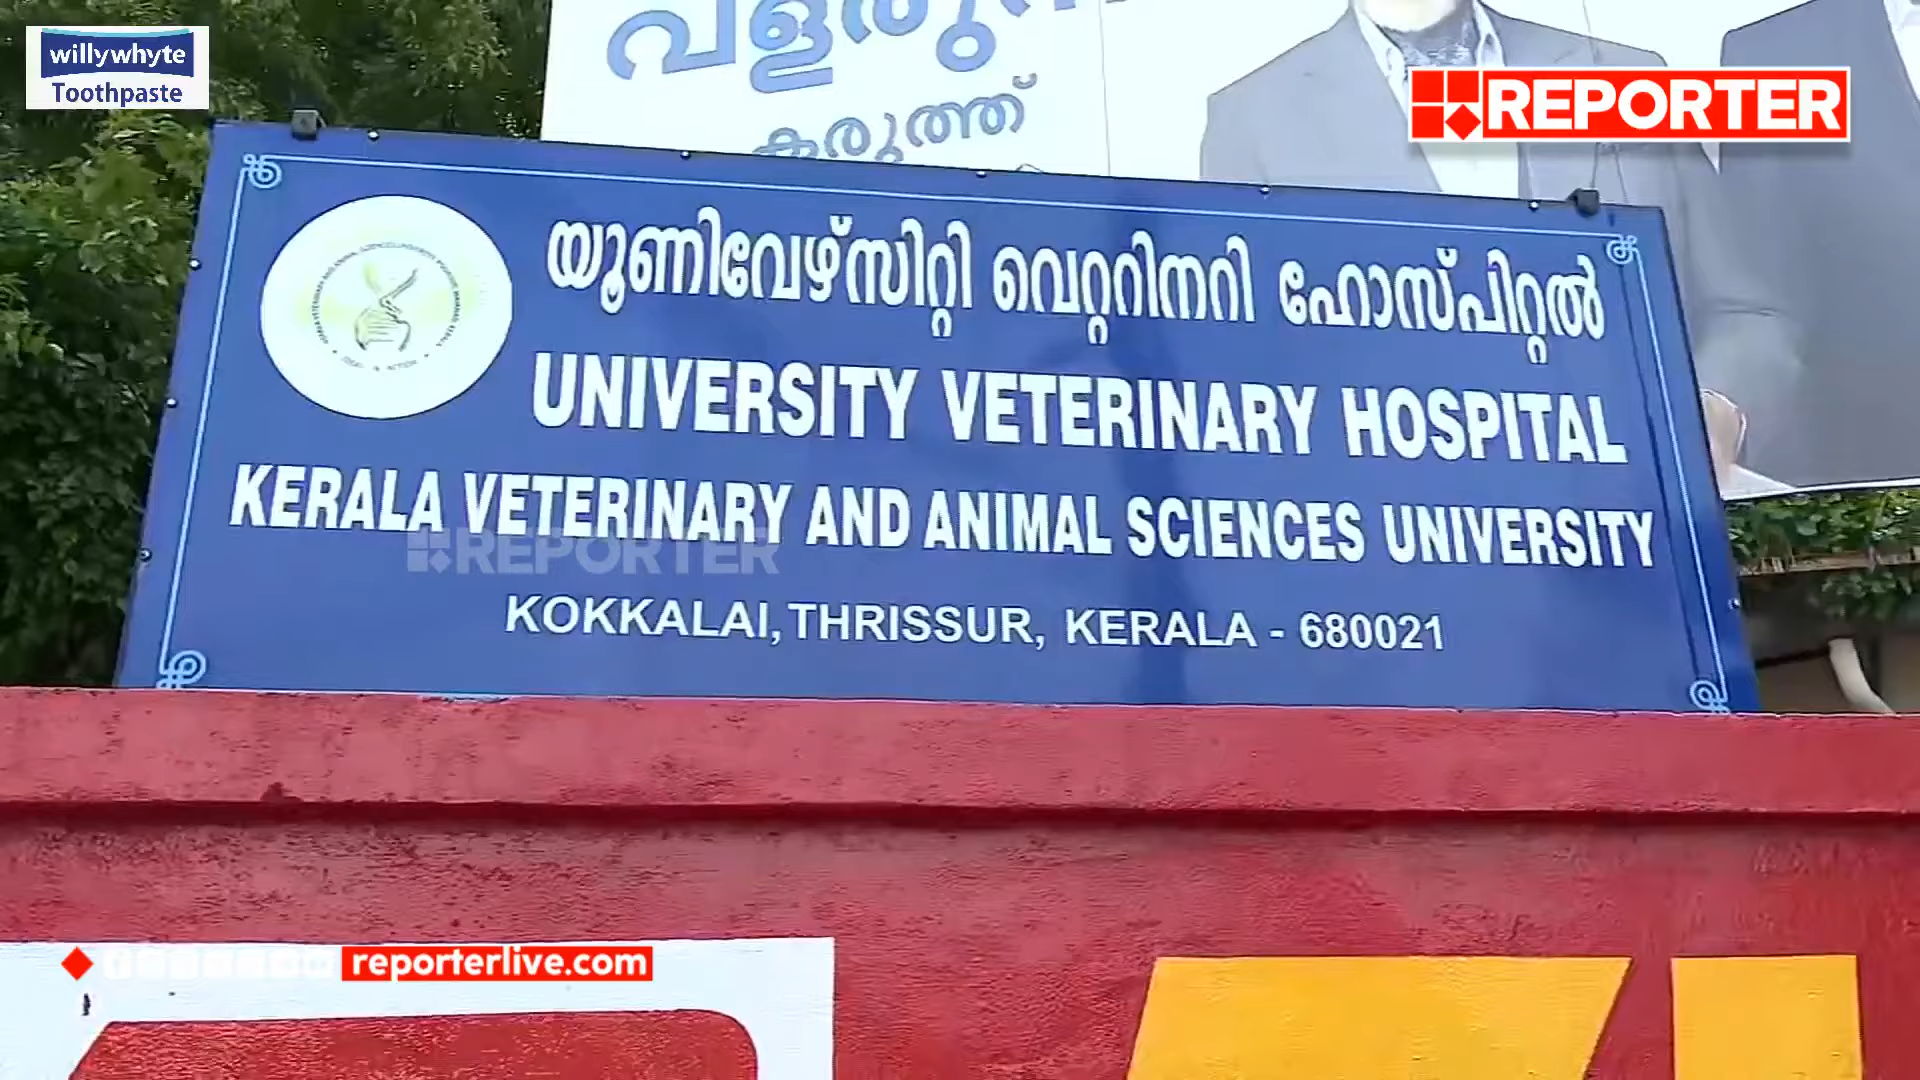 willywhyte
Toothpaste
REPORTER
കരുത്ത്
യൂണിവേഴ്സിറ്റി വെറ്ററിനറി ഹോസ്പിറ്റൽ
UNIVERSITY VETERINARY HOSPITAL
KERALA VETERINARY AND ANIMAL SCIENCES UNIVERSITY
REPORTER
KOKKALAI, THRISSUR, KERALA - 680021
reporterlive.com